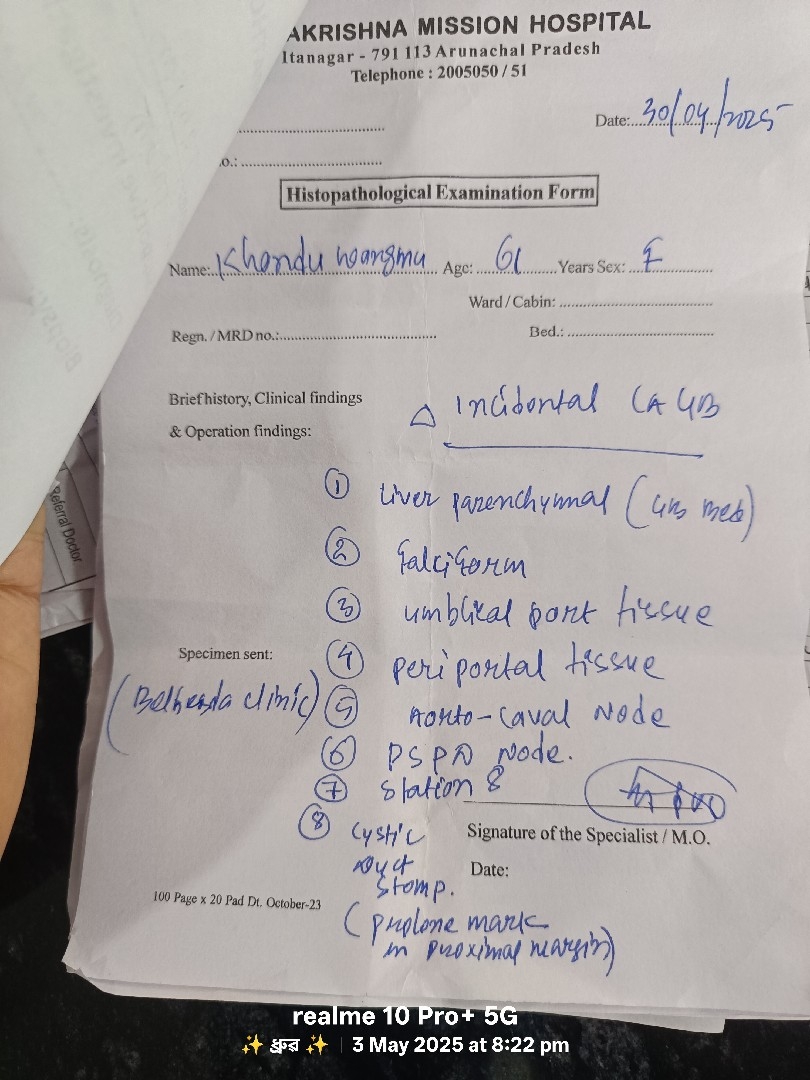 AKRISHNA MISSION HOSPITAL
Itanagar - 791 113 Arunachal Pradesh
Telephone : 2005050 / 51
Date:....30/04/2025
.o.: ........................
Histopathological Examination Form
Name:..Khandu wangmu Age: 61 Years Sex: F
Ward / Cabin: ........................
Regn. / MRD no.:........................ Bed.: ........................
Brief history, Clinical findings
& Operation findings:
Δ Incidental CA GB
① Liver parenchymal (GB bed)
② falciform
③ umblical port tissue
Specimen sent:
④ periportal tissue
(Bethesda clinic)
⑤ Aorto-caval Node
⑥ PSPD Node.
⑦ Station 8
⑧ Cystic
Duct
Stomp.
Signature of the Specialist / M.O.
Date:
100 Page x 20 Pad Dt. October-23
(prolone mark
in proximal margin)
Referral Doctor
realme 10 Pro+ 5G
✨ ধ্রুব ✨ | 3 May 2025 at 8:22 pm